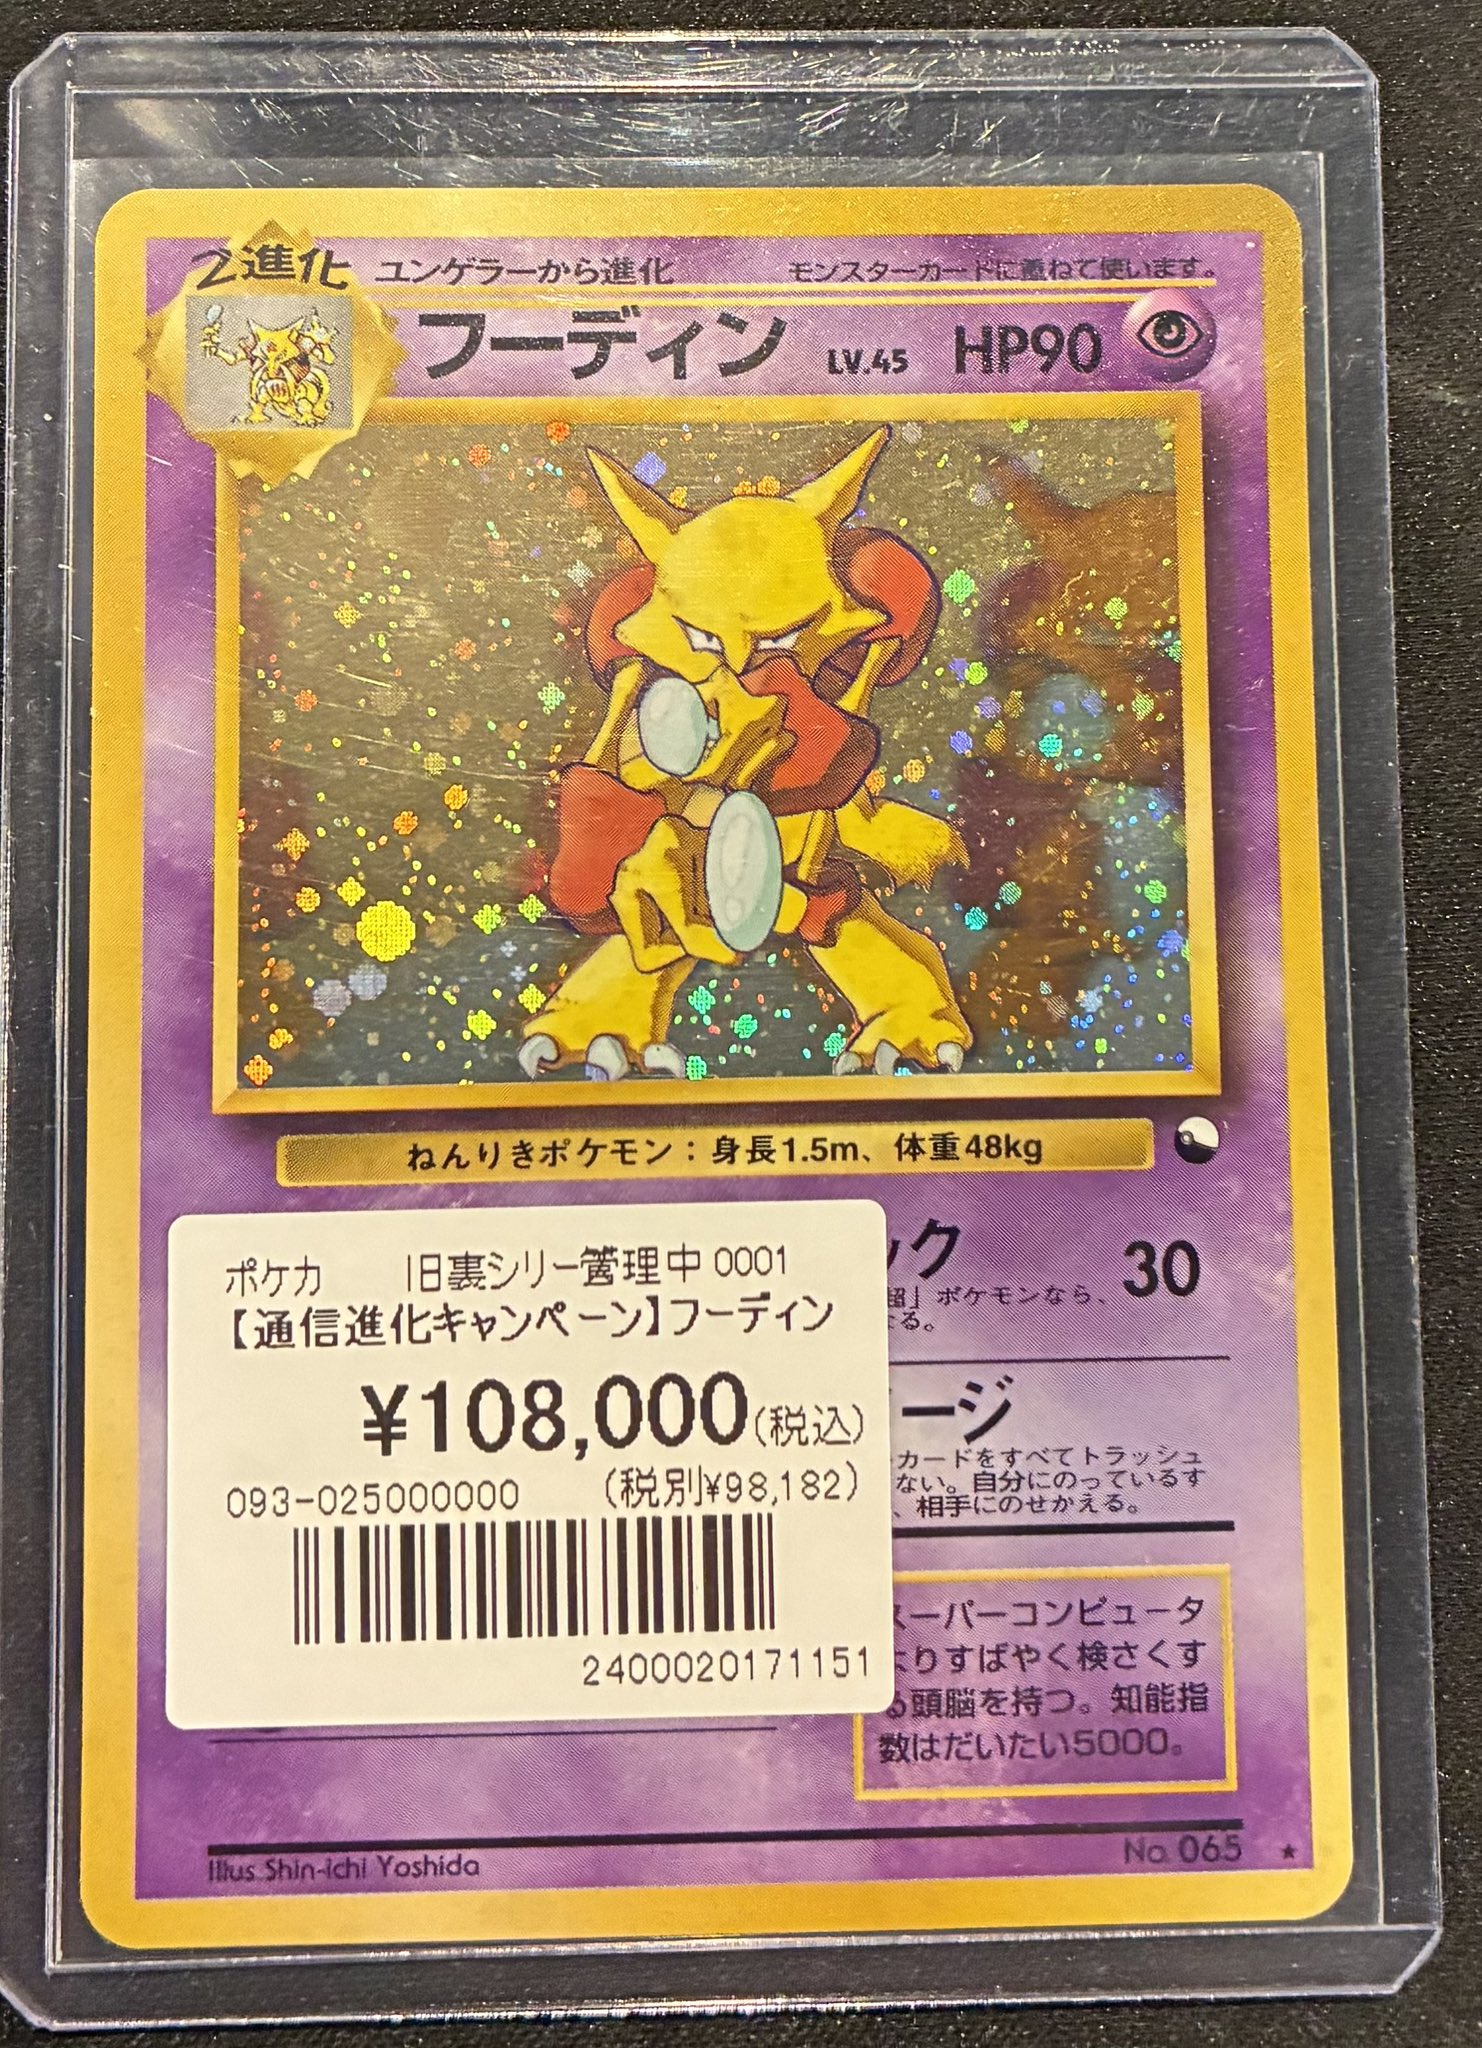 2進化
ユンゲラーから進化
モンスターカードに重ねて使います。
フーディン LV.45 HP90
ねんりきポケモン：身長1.5m、体重48kg
ック 30
」ポケモンなら、
なる。
ージ
カードをすべてトラッシュ
ない。自分にのっているす
、相手にのせかえる。
ポケカ 旧裏シリー管理中 0001
【通信進化キャンペーン】フーディン
¥108,000(税込)
093-025000000 (税別¥98,182)
2400020171151
スーパーコンピュータ
よりすばやく検さくす
る頭脳を持つ。知能指
数はだいたい5000。
Illus. Shin-ichi Yoshida
No. 065 ★